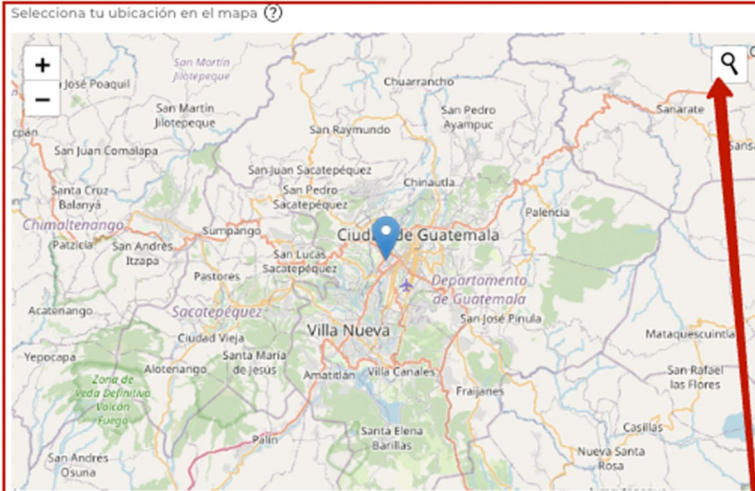 Selecciona tu ubicación en el mapa ?
+
−
San Martín
Jilotepeque
José Poaquil
Chuarrancho
San Martín
Jilotepeque
San Pedro
Ayampuc
Sanarate
San Raymundo
San Juan Comalapa
San Juan Sacatepéquez
Santa Cruz
Balanyá
San Pedro
Sacatepéquez
Chinautla
Palencia
Chimaltenango
Sumpango
Ciudad de Guatemala
Patzicía
San Andrés
Itzapa
San Lucas
Sacatepéquez
Pastores
Departamento
de Guatemala
Acatenango
Sacatepéquez
San José Pinula
Villa Nueva
Ciudad Vieja
Mataquescuintla
Yepocapa
Alotenango
Santa María
de Jesús
Amatitlán
Villa Canales
San Rafael
las Flores
Zona de
Veda Definitiva
Volcán
Fuego
Fraijanes
Palín
Santa Elena
Barillas
Casillas
San Andrés
Osuna
Nueva Santa
Rosa